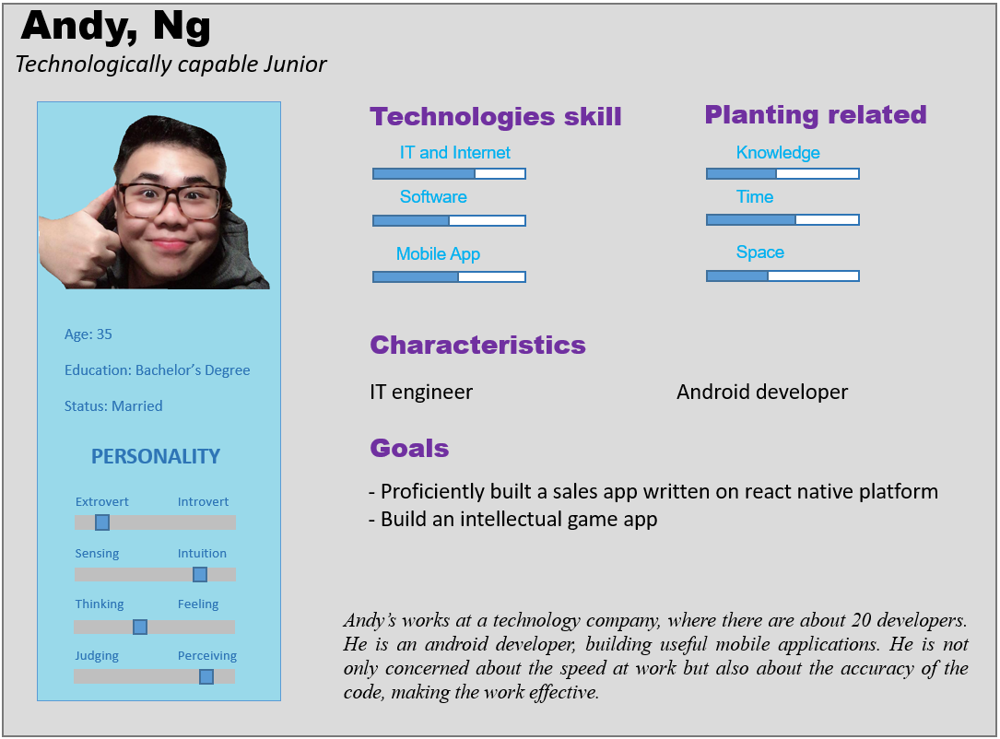 Andy, Ng
Technologically capable Junior
Age: 35
Education: Bachelor's Degree
Status: Married
PERSONALITY
Extrovert Introvert
Sensing Intuition
Thinking Feeling
Judging Perceiving
Technologies skill
IT and Internet
Software
Mobile App
Planting related
Knowledge
Time
Space
Characteristics
IT engineer Android developer
Goals
- Proficiently built a sales app written on react native platform
- Build an intellectual game app
Andy's works at a technology company, where there are about 20 developers.
He is an android developer, building useful mobile applications. He is not
only concerned about the speed at work but also about the accuracy of the
code, making the work effective.